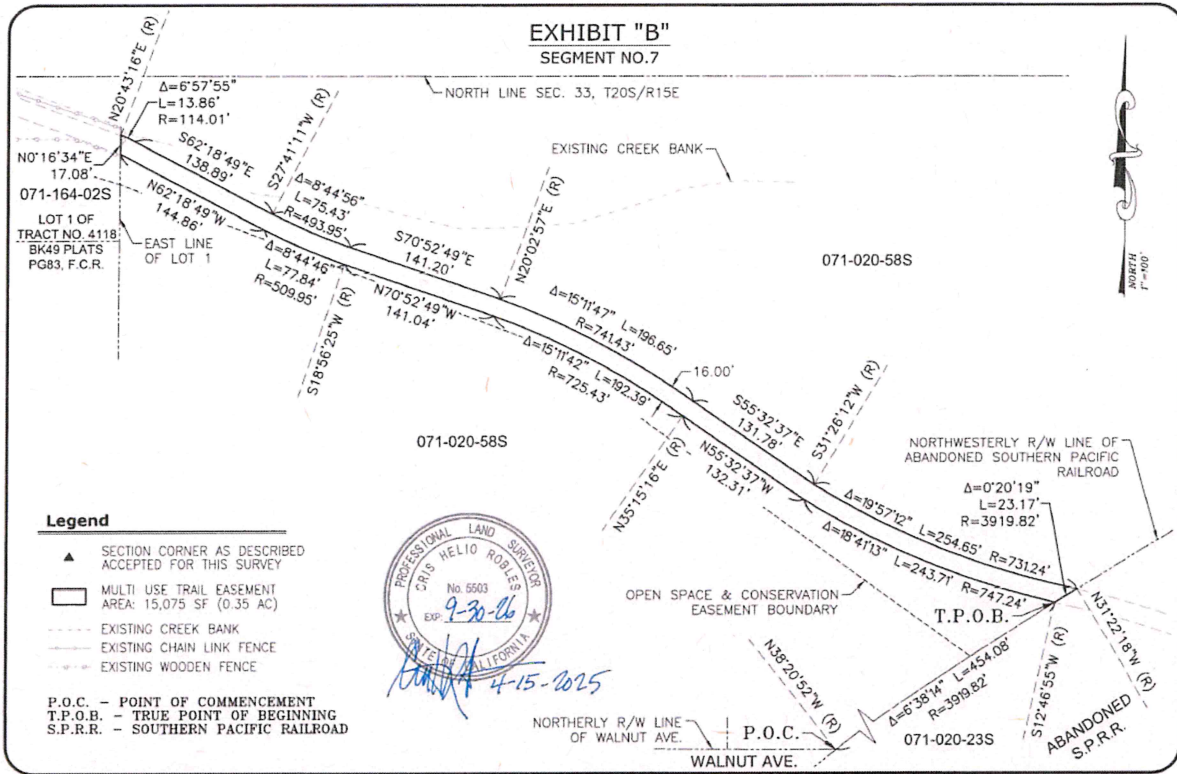 EXHIBIT "B"
SEGMENT NO.7
NORTH LINE SEC. 33, T20S/R15E
N20°43'16"E (R)
Δ=6°57'55"
L=13.86'
R=114.01'
S62°18'49"E
138.89'
S27°41'11"W (R)
EXISTING CREEK BANK
N0°16'34"E
17.08'
071-164-02S
LOT 1 OF
TRACT NO. 4118
BK49 PLATS
PG83, F.C.R.
EAST LINE
OF LOT 1
N62°18'49"W
144.86'
Δ=8°44'56"
L=75.43'
R=493.95'
Δ=8°44'46"
L=77.84'
R=509.95'
S70°52'49"E
141.20'
N70°52'49"W
141.04'
S18°56'25"W (R)
N20°02'57"E (R)
071-020-58S
NORTH
1"=100'
Δ=15°11'47" L=196.65'
R=741.43'
Δ=15°11'42" L=192.39'
R=725.43'
16.00'
S55°32'37"E
131.78'
S31°26'12"W (R)
071-020-58S
N35°15'16"E (R)
N55°32'37"W
132.31'
NORTHWESTERLY R/W LINE OF
ABANDONED SOUTHERN PACIFIC
RAILROAD
Δ=0°20'19"
L=23.17'
R=3919.82'
Δ=19°57'12" L=254.65' R=731.24'
Δ=18°41'13" L=243.71' R=747.24'
OPEN SPACE & CONSERVATION
EASEMENT BOUNDARY
T.P.O.B.
N31°22'18"W (R)
S12°46'55"W (R)
N38°20'52"W (R)
Δ=6°38'14" L=454.08'
R=3919.82'
071-020-23S
ABANDONED
S.P.R.R.
NORTHERLY R/W LINE
OF WALNUT AVE.
P.O.C.
WALNUT AVE.
Legend
SECTION CORNER AS DESCRIBED
ACCEPTED FOR THIS SURVEY
MULTI USE TRAIL EASEMENT
AREA: 15,075 SF (0.35 AC)
EXISTING CREEK BANK
EXISTING CHAIN LINK FENCE
EXISTING WOODEN FENCE
P.O.C. - POINT OF COMMENCEMENT
T.P.O.B. - TRUE POINT OF BEGINNING
S.P.R.R. - SOUTHERN PACIFIC RAILROAD
PROFESSIONAL LAND SURVEYOR
CRIS HELIO ROBLES
No. 5503
EXP: 9-30-26
STATE OF CALIFORNIA
4-15-2025